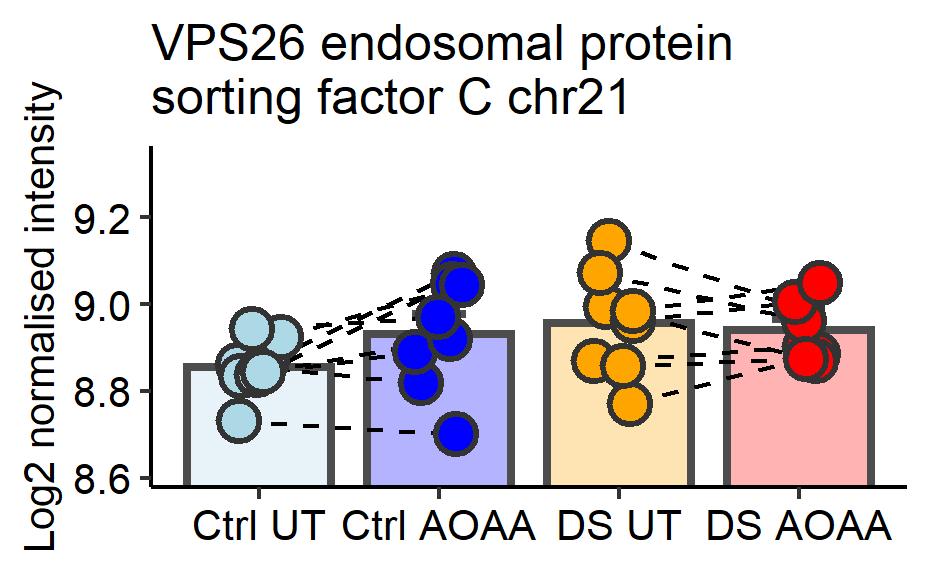 VPS26 endosomal protein
sorting factor C chr21
Log2 normalised intensity
9.2
9.0
8.8
8.6
Ctrl UT
Ctrl AOAA
DS UT
DS AOAA